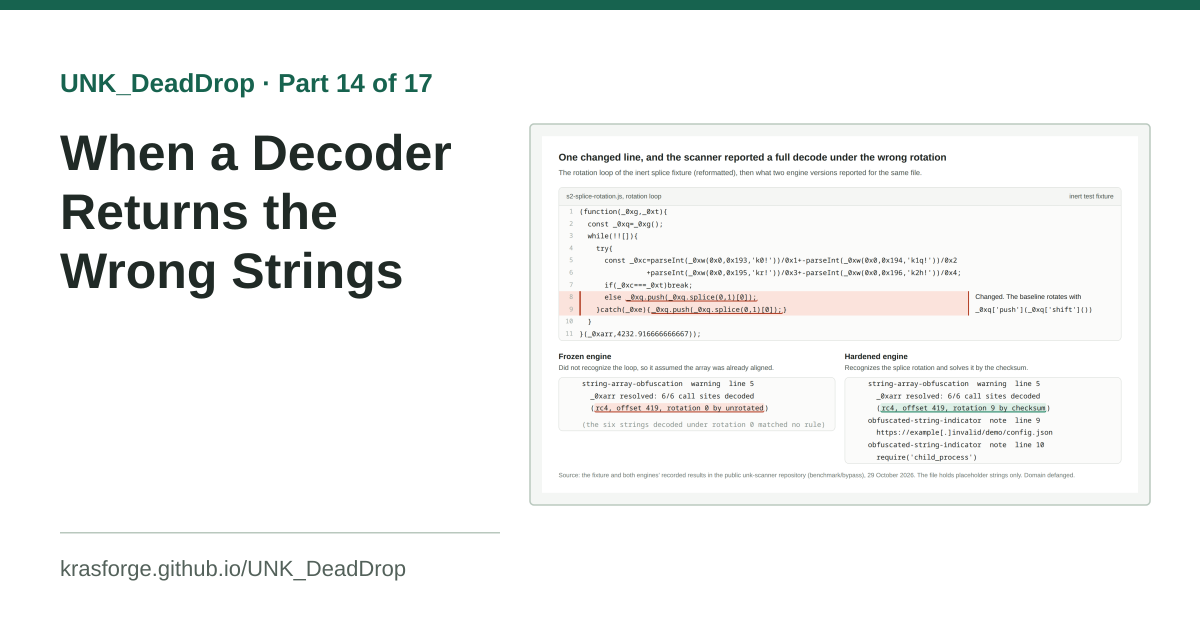 UNK_DeadDrop · Part 14 of 17
When a Decoder
Returns the
Wrong Strings
krasforge.github.io/UNK_DeadDrop
One changed line, and the scanner reported a full decode under the wrong rotation
The rotation loop of the inert splice fixture (reformatted), then what two engine versions reported for the same file.
s2-splice-rotation.js, rotation loop
inert test fixture
1 (function(_0xg,_0xt){
2 const _0xq=_0xg();
3 while(!![]){
4 try{
5 const _0xc=parseInt(_0xw(0x0,0x193,'k0!'))/0x1+-parseInt(_0xw(0x0,0x194,'k1q!'))/0x2
6 +parseInt(_0xw(0x0,0x195,'kr!'))/0x3+-parseInt(_0xw(0x0,0x196,'k2h!'))/0x4;
7 if(_0xc===_0xt)break;
8 else _0xq.push(_0xq.splice(0,1)[0]);
9 }catch(_0xe){_0xq.push(_0xq.splice(0,1)[0]);}
10 }
11 }(_0xarr,4232.916666666667));
Changed. The baseline rotates with
_0xq['push'](_0xq['shift']())
Frozen engine
Did not recognize the loop, so it assumed the array was already aligned.
string-array-obfuscation warning line 5
_0xarr resolved: 6/6 call sites decoded
(rc4, offset 419, rotation 0 by unrotated)
(the six strings decoded under rotation 0 matched no rule)
Hardened engine
Recognizes the splice rotation and solves it by the checksum.
string-array-obfuscation warning line 5
_0xarr resolved: 6/6 call sites decoded
(rc4, offset 419, rotation 9 by checksum)
obfuscated-string-indicator note line 9
https://example[.]invalid/demo/config.json
obfuscated-string-indicator note line 10
require('child_process')
Source: the fixture and both engines' recorded results in the public unk-scanner repository (benchmark/bypass), 29 October 2026. The file holds placeholder strings only. Domain defanged.